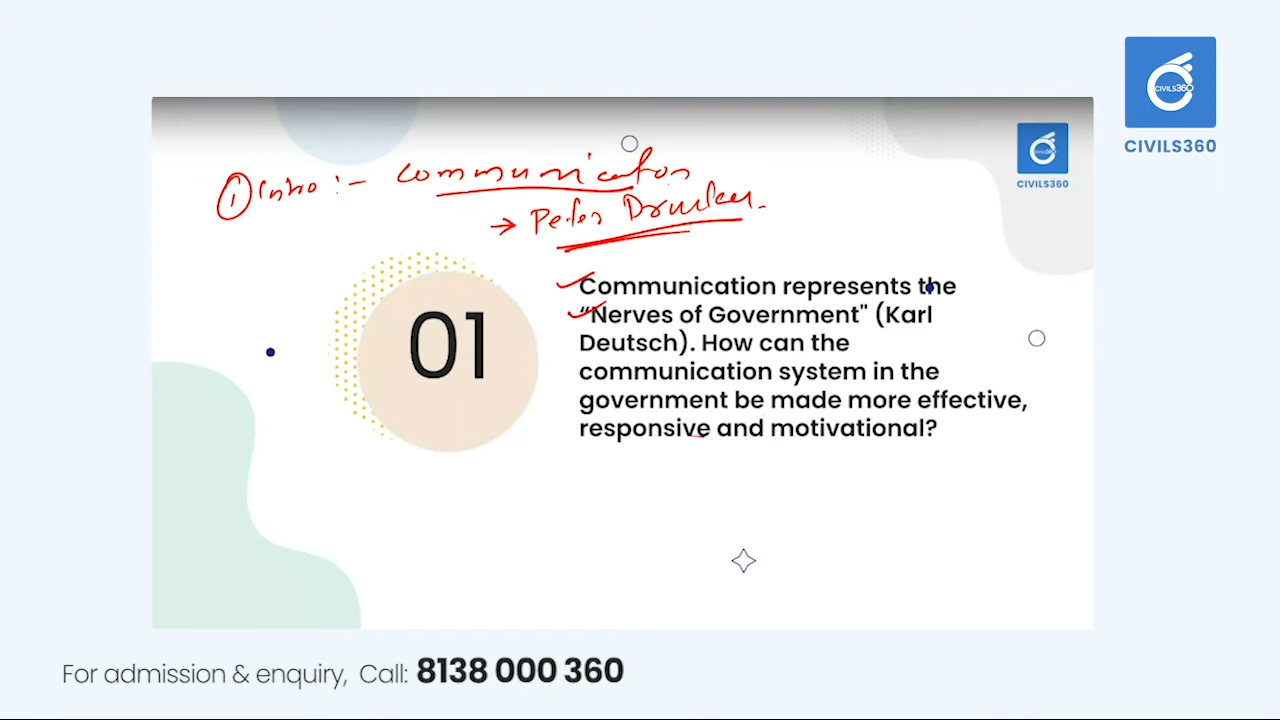 CIVILS360
CIVILS360
CIVILS360
CIVILS360
① Intro :- Communication
→ Peter Drucker.
01
Communication represents the
“Nerves of Government" (Karl
Deutsch). How can the
communication system in the
government be made more effective,
responsive and motivational?
For admission & enquiry, Call: 8138 000 360